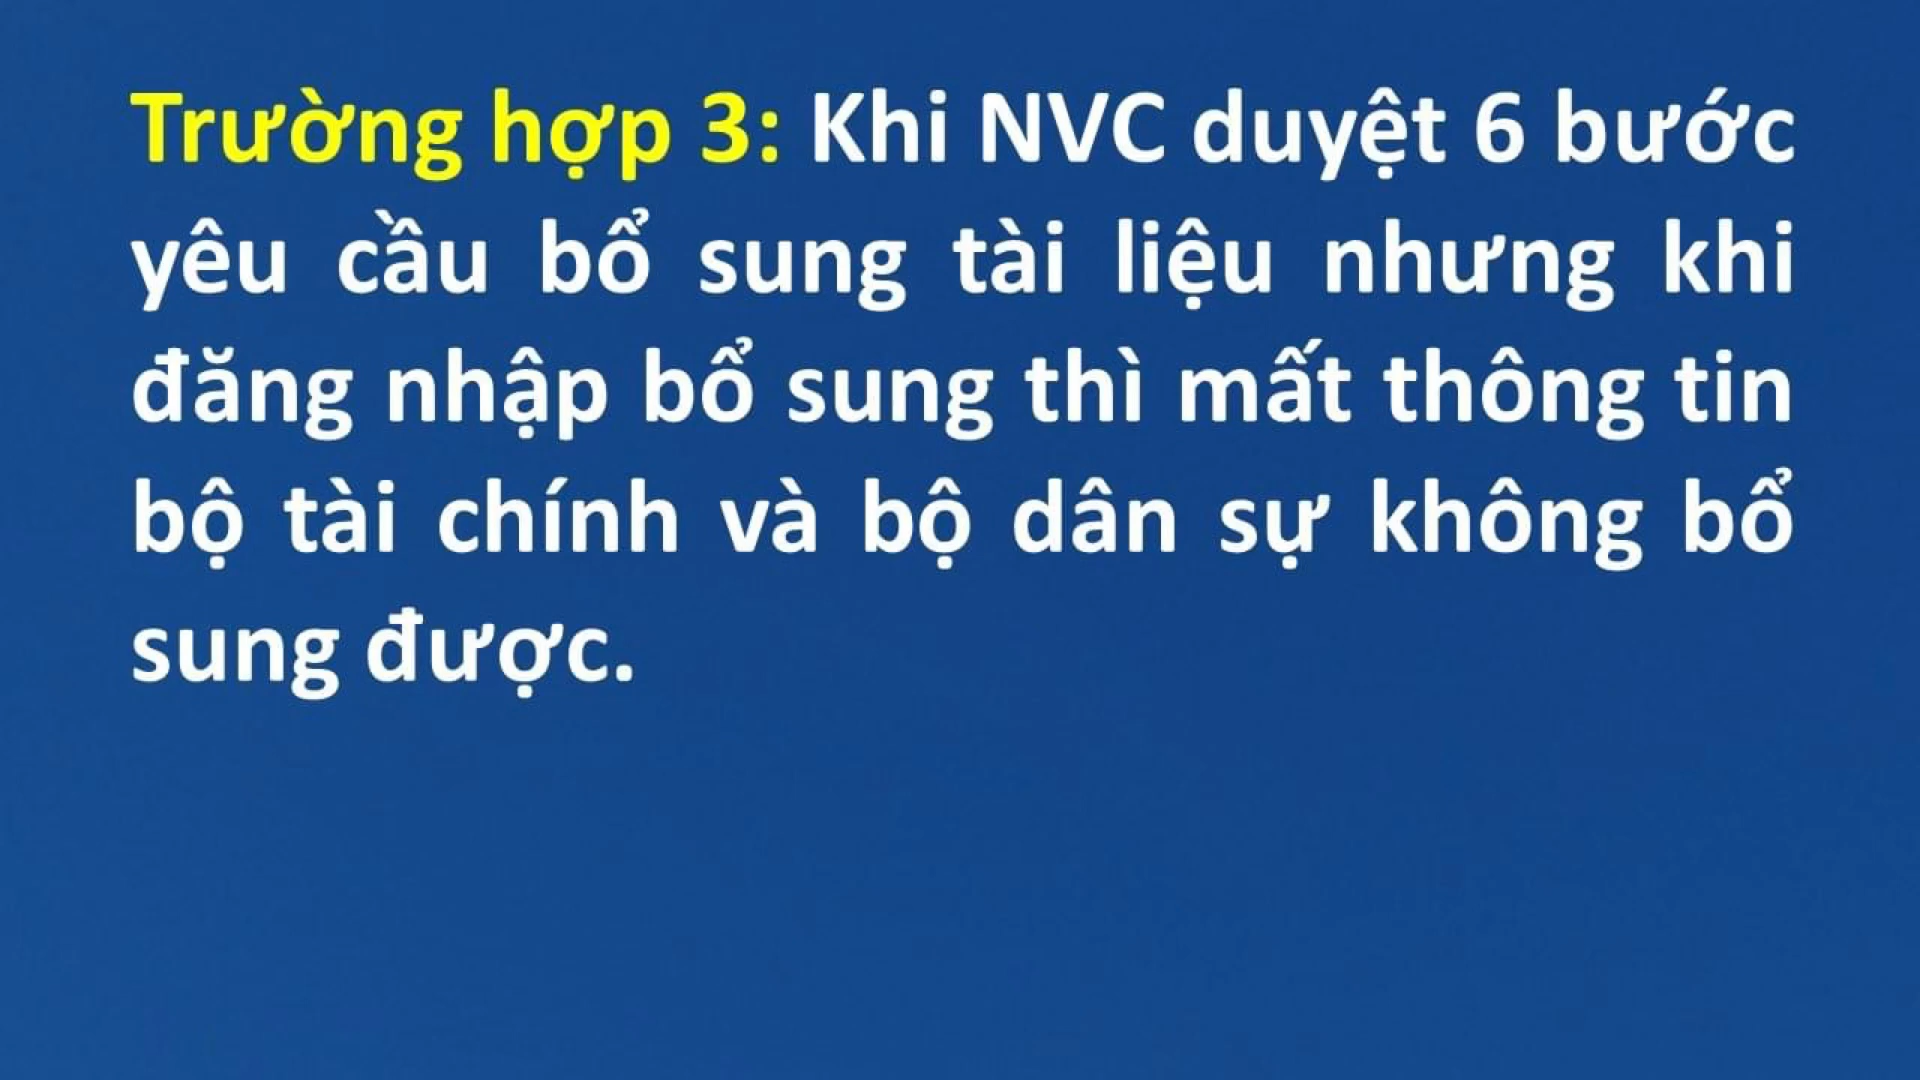 Trường hợp 3: Khi NVC duyệt 6 bước
yêu cầu bổ sung tài liệu nhưng khi
đăng nhập bổ sung thì mất thông tin
bộ tài chính và bộ dân sự không bổ
sung được.